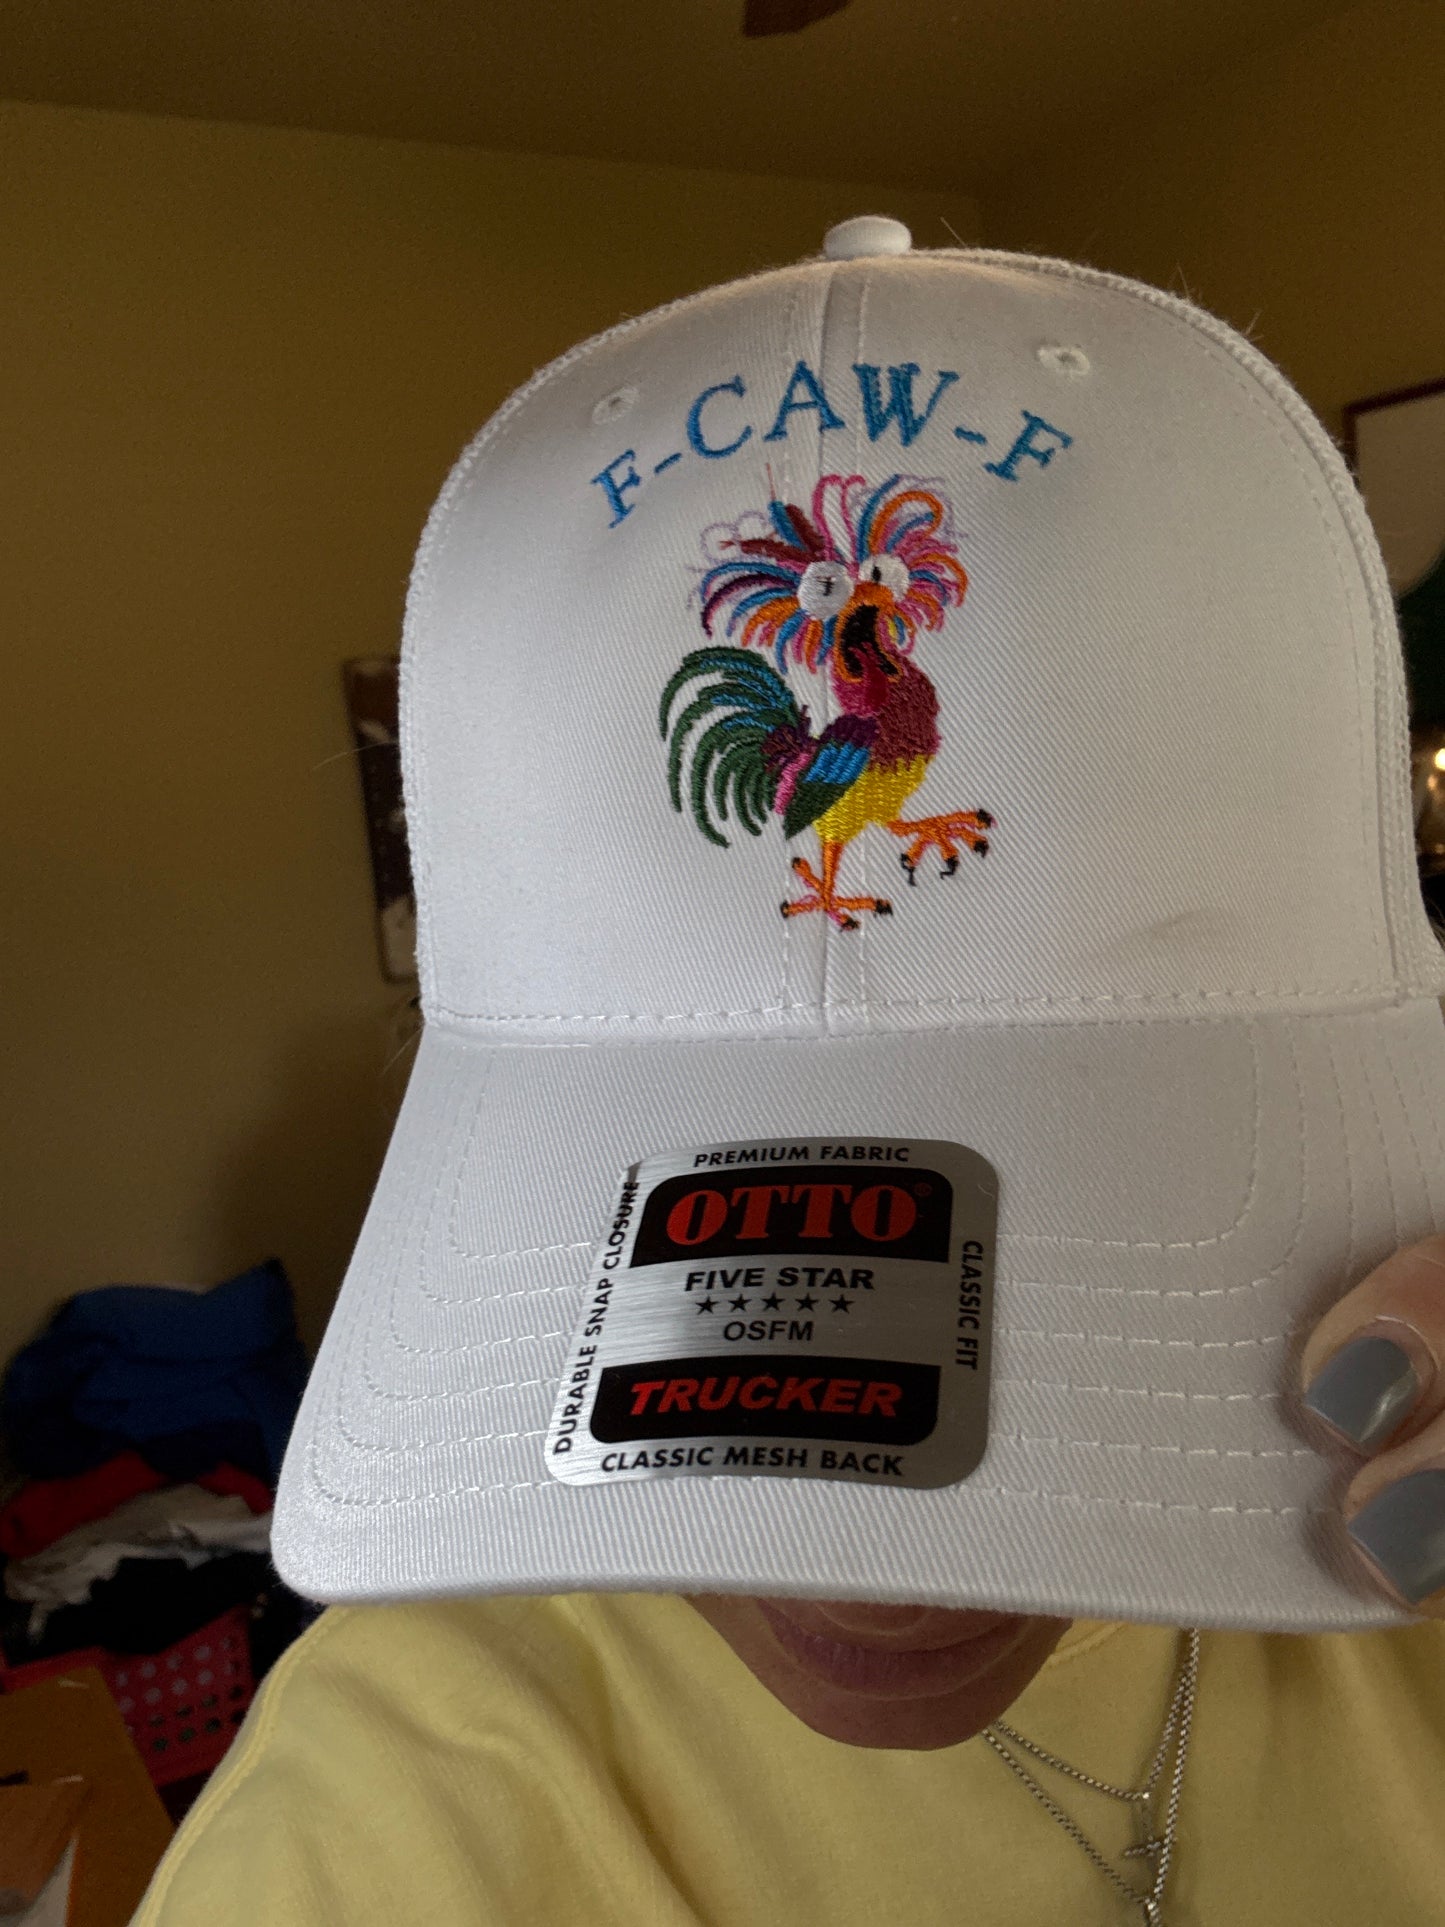 F-CAW-F
PREMIUM FABRIC
DURABLE SNAP CLOSURE
OTTO®
FIVE STAR
★★★★★
OSFM
CLASSIC FIT
TRUCKER
CLASSIC MESH BACK